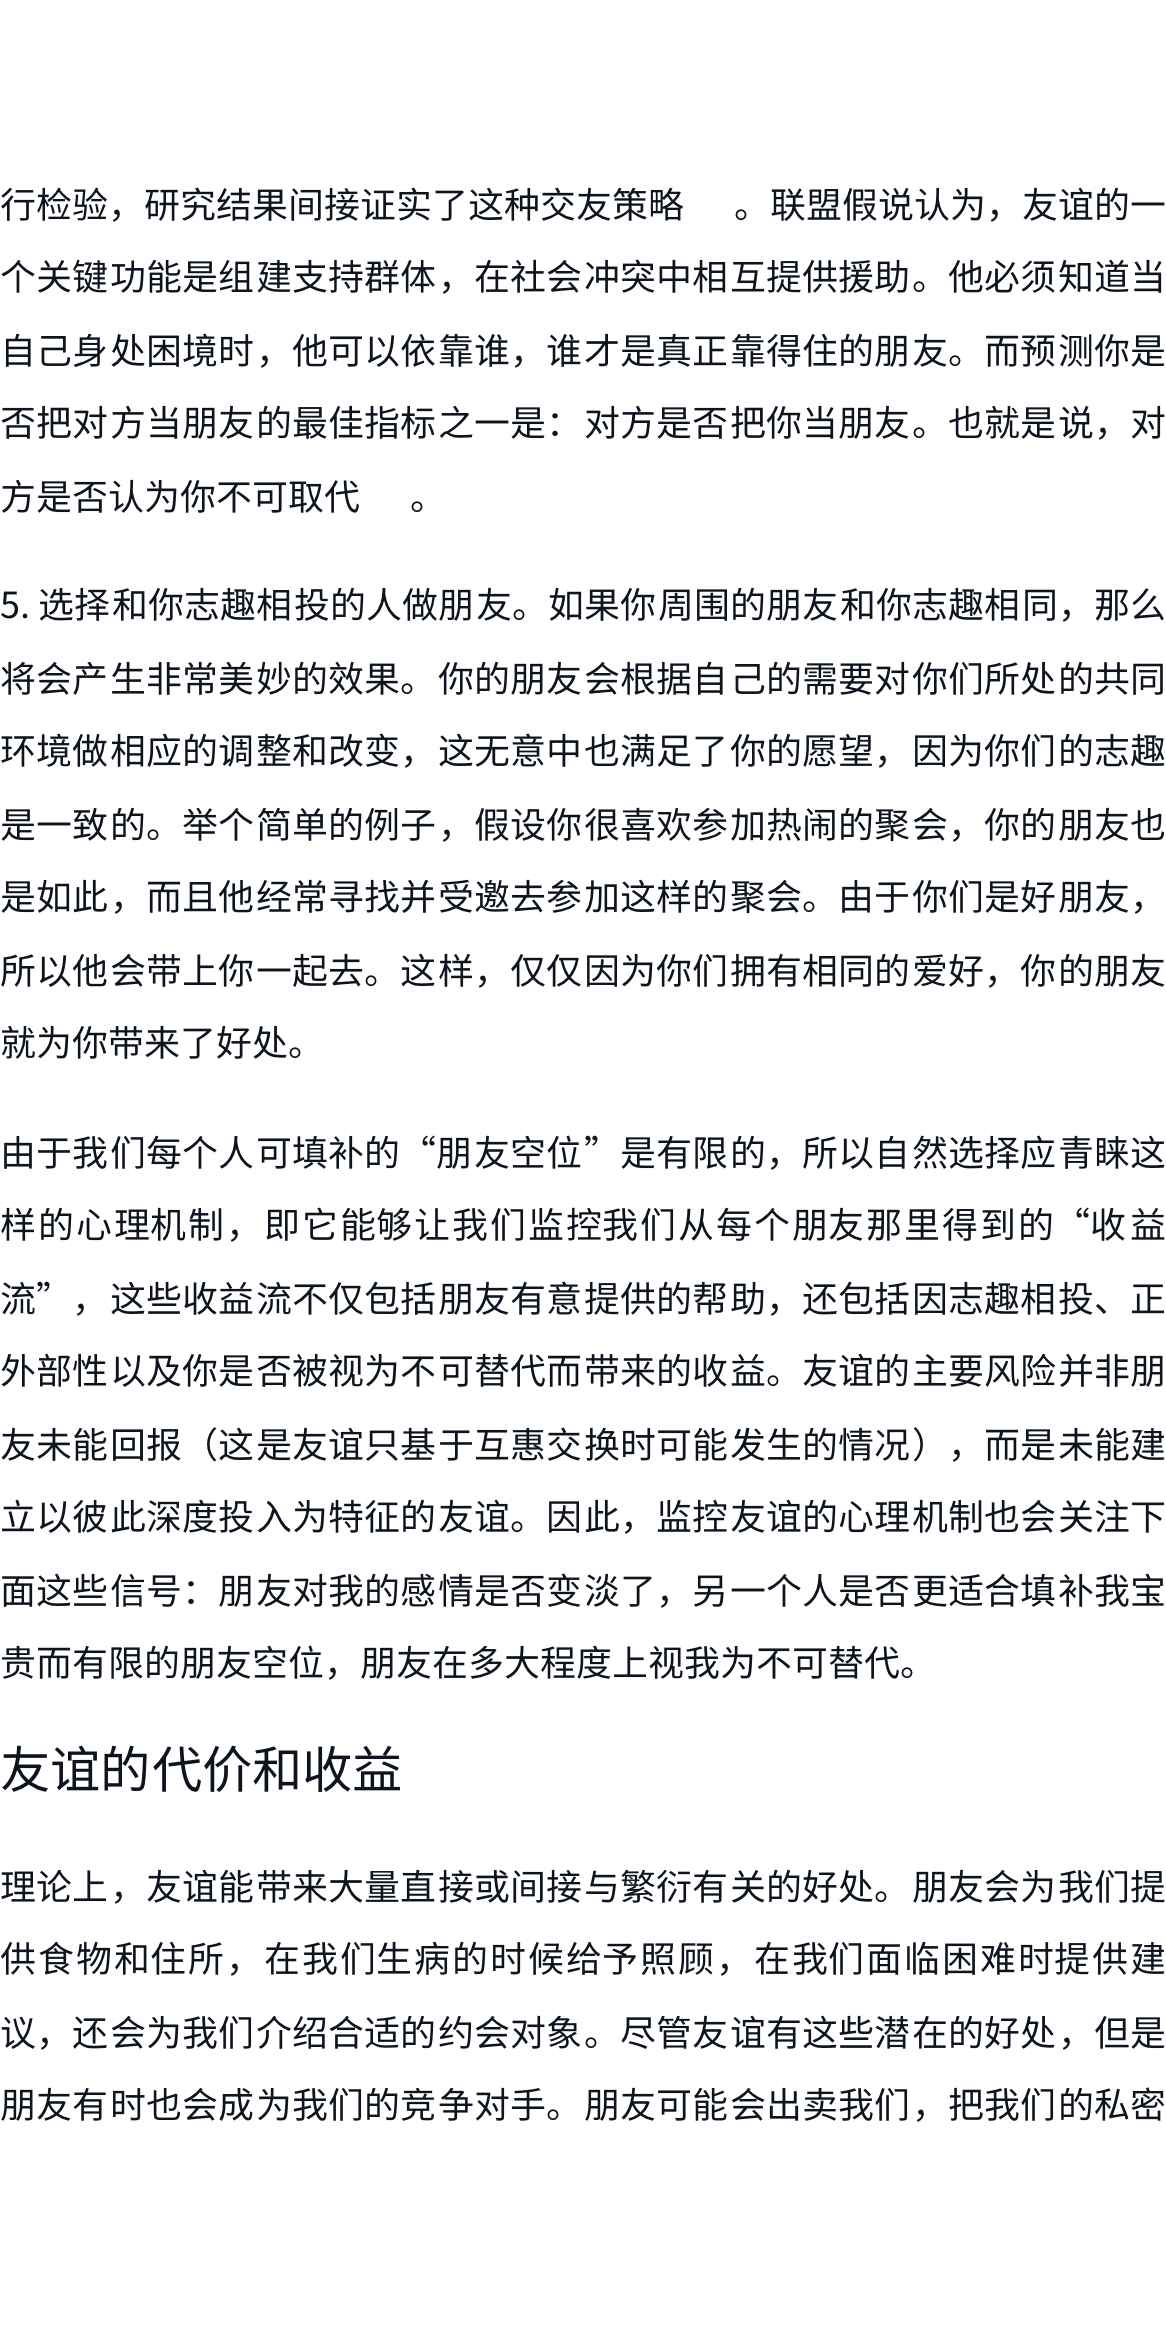 行检验，研究结果间接证实了这种交友策略 。联盟假说认为，友谊的一
个关键功能是组建支持群体，在社会冲突中相互提供援助。他必须知道当
自己身处困境时，他可以依靠谁，谁才是真正靠得住的朋友。而预测你是
否把对方当朋友的最佳指标之一是：对方是否把你当朋友。也就是说，对
方是否认为你不可取代 。
5. 选择和你志趣相投的人做朋友。如果你周围的朋友和你志趣相同，那么
将会产生非常美妙的效果。你的朋友会根据自己的需要对你们所处的共同
环境做相应的调整和改变，这无意中也满足了你的愿望，因为你们的志趣
是一致的。举个简单的例子，假设你很喜欢参加热闹的聚会，你的朋友也
是如此，而且他经常寻找并受邀去参加这样的聚会。由于你们是好朋友，
所以他会带上你一起去。这样，仅仅因为你们拥有相同的爱好，你的朋友
就为你带来了好处。
由于我们每个人可填补的“朋友空位”是有限的，所以自然选择应青睐这
样的心理机制，即它能够让我们监控我们从每个朋友那里得到的“收益
流”，这些收益流不仅包括朋友有意提供的帮助，还包括因志趣相投、正
外部性以及你是否被视为不可替代而带来的收益。友谊的主要风险并非朋
友未能回报（这是友谊只基于互惠交换时可能发生的情况），而是未能建
立以彼此深度投入为特征的友谊。因此，监控友谊的心理机制也会关注下
面这些信号：朋友对我的感情是否变淡了，另一个人是否更适合填补我宝
贵而有限的朋友空位，朋友在多大程度上视我为不可替代。
友谊的代价和收益
理论上，友谊能带来大量直接或间接与繁衍有关的好处。朋友会为我们提
供食物和住所，在我们生病的时候给予照顾，在我们面临困难时提供建
议，还会为我们介绍合适的约会对象。尽管友谊有这些潜在的好处，但是
朋友有时也会成为我们的竞争对手。朋友可能会出卖我们，把我们的私密